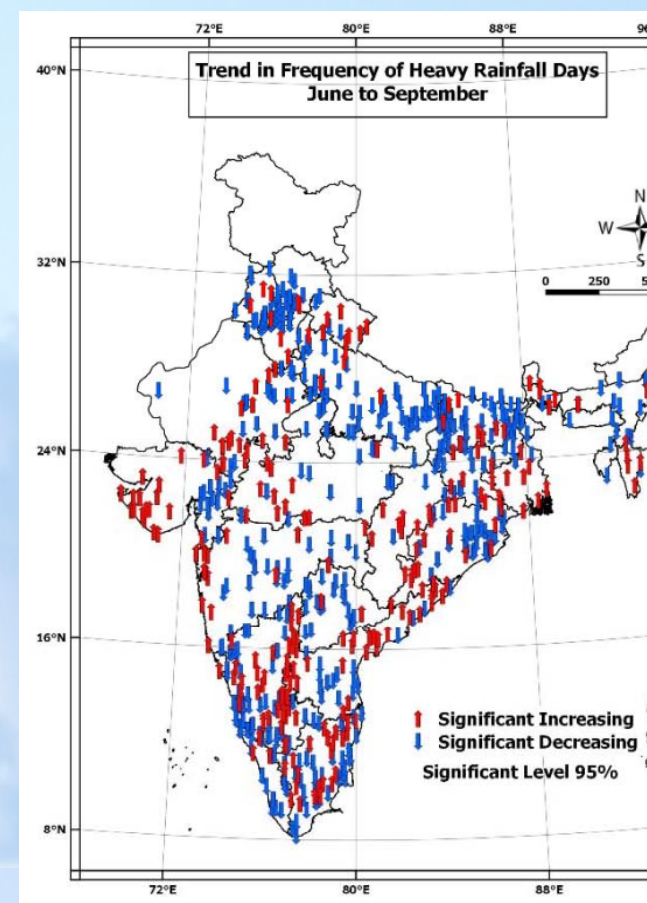 72°E 80°E 88°E 96
40°N
Trend in Frequency of Heavy Rainfall Days
June to September
N
W
S
32°N
0 250
24°N
16°N
Significant Increasing
Significant Decreasing
Significant Level 95%
8°N
72°E 80°E 88°E